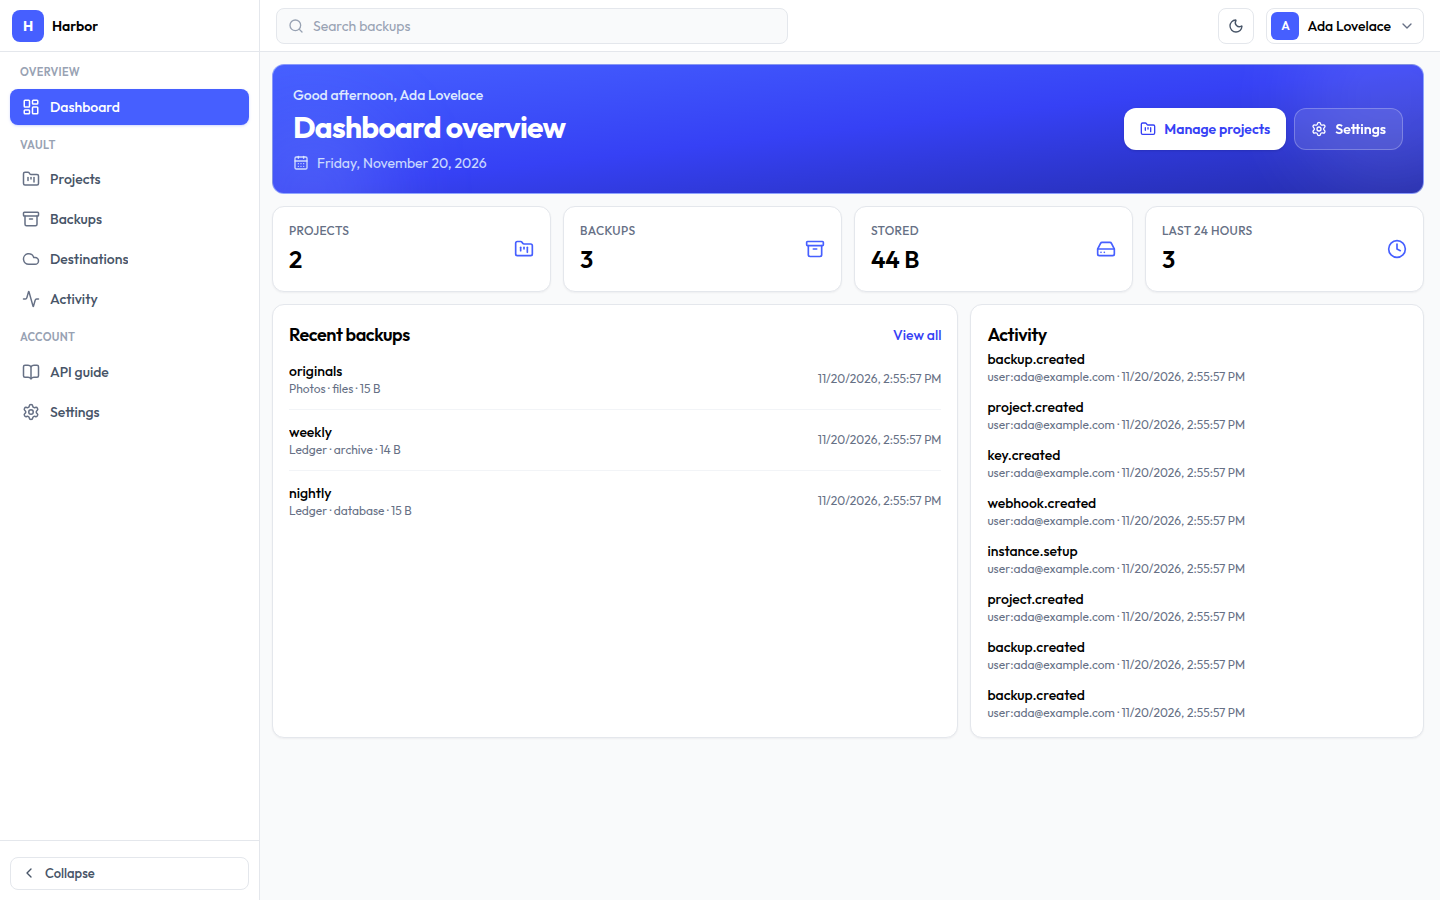 H Harbor
Search backups
A Ada Lovelace
OVERVIEW
Dashboard
VAULT
Projects
Backups
Destinations
Activity
ACCOUNT
API guide
Settings
Collapse
Good afternoon, Ada Lovelace
Dashboard overview
Friday, November 20, 2026
Manage projects
Settings
PROJECTS
2
BACKUPS
3
STORED
44 B
LAST 24 HOURS
3
Recent backups
View all
originals
Photos · files · 15 B
11/20/2026, 2:55:57 PM
weekly
Ledger · archive · 14 B
11/20/2026, 2:55:57 PM
nightly
Ledger · database · 15 B
11/20/2026, 2:55:57 PM
Activity
backup.created
user:ada@example.com · 11/20/2026, 2:55:57 PM
project.created
user:ada@example.com · 11/20/2026, 2:55:57 PM
key.created
user:ada@example.com · 11/20/2026, 2:55:57 PM
webhook.created
user:ada@example.com · 11/20/2026, 2:55:57 PM
instance.setup
user:ada@example.com · 11/20/2026, 2:55:57 PM
project.created
user:ada@example.com · 11/20/2026, 2:55:57 PM
backup.created
user:ada@example.com · 11/20/2026, 2:55:57 PM
backup.created
user:ada@example.com · 11/20/2026, 2:55:57 PM